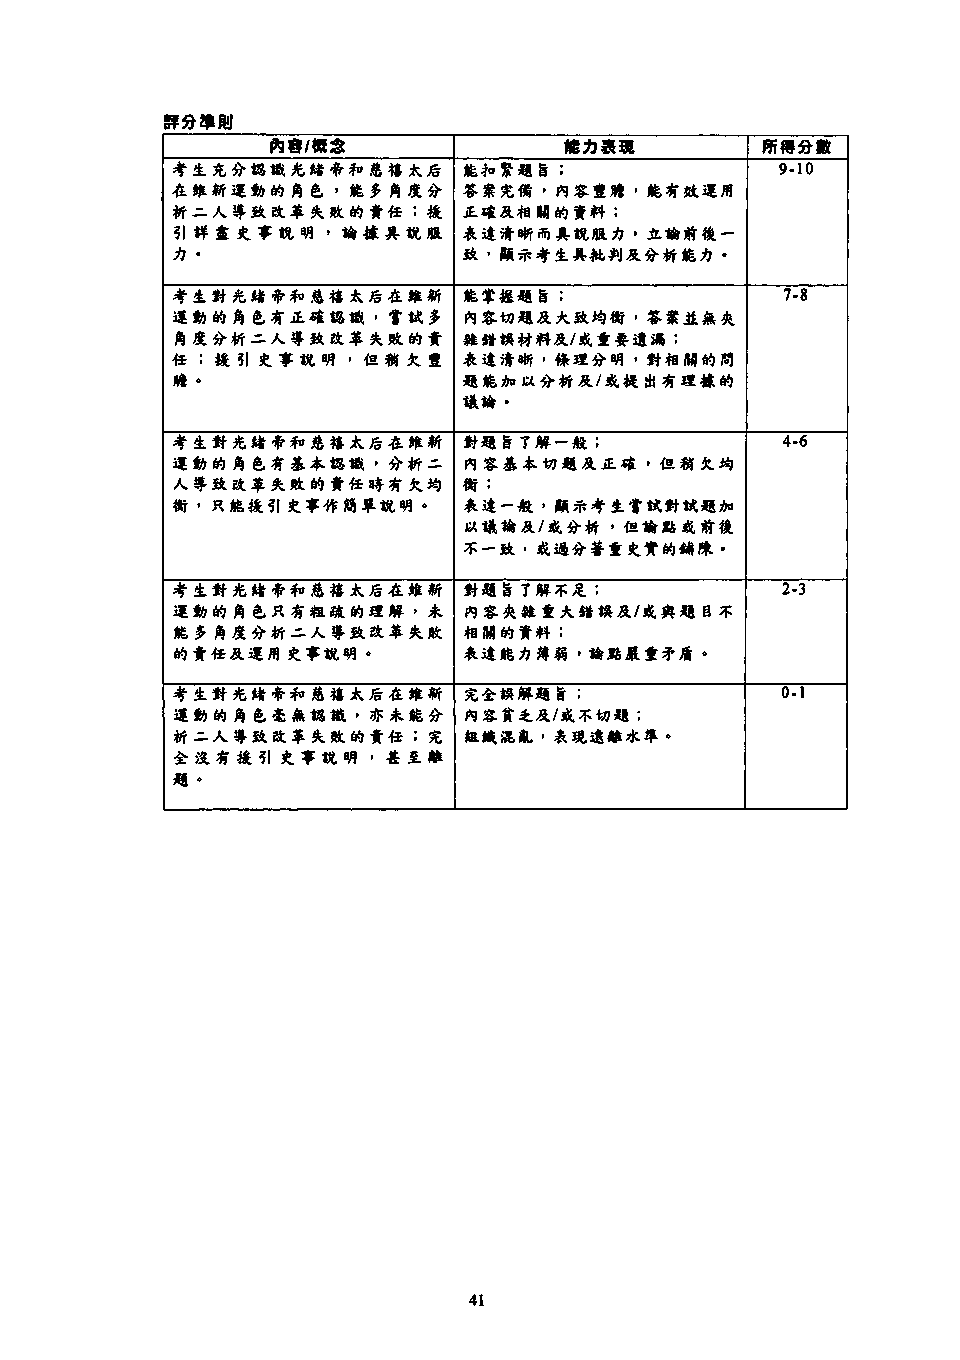 評分準則
內容/概念
能力表現
所得分數
考生充分認識光緒帝和慈禧太后
在維新運動的角色，能多角度分
析二人導致改革失敗的責任；援
引詳盡史事說明，論據具說服
力。
能扣緊題旨；
答案完備，內容豐贍，能有效運用
正確及相關的資料；
表達清晰而具說服力，立論前後一
致，顯示考生具批判及分析能力。
9-10
考生對光緒帝和慈禧太后在維新
運動的角色有正確認識，嘗試多
角度分析二人導致改革失敗的責
任；援引史事說明，但稍欠豐
贍。
能掌握題旨；
內容切題及大致均衡，答案並無夾
雜錯誤材料及/或重要遺漏；
表達清晰，條理分明，對相關的問
題能加以分析及/或提出有理據的
議論。
7-8
考生對光緒帝和慈禧太后在維新
運動的角色有基本認識，分析二
人導致改革失敗的責任時有欠均
衡，只能援引史事作簡單說明。
對題旨了解一般；
內容基本切題及正確，但稍欠均
衡；
表達一般，顯示考生嘗試對試題加
以議論及/或分析，但論點或前後
不一致，或過分著重史實的鋪陳。
4-6
考生對光緒帝和慈禧太后在維新
運動的角色只有粗疏的理解，未
能多角度分析二人導致改革失敗
的責任及運用史事說明。
對題旨了解不足；
內容夾雜重大錯誤及/或與題目不
相關的資料；
表達能力薄弱，論點嚴重矛盾。
2-3
考生對光緒帝和慈禧太后在維新
運動的角色毫無認識，亦未能分
析二人導致改革失敗的責任；完
全沒有援引史事說明，甚至離
題。
完全誤解題旨；
內容貧乏及/或不切題；
組織混亂，表現遠離水準。
0-1
41